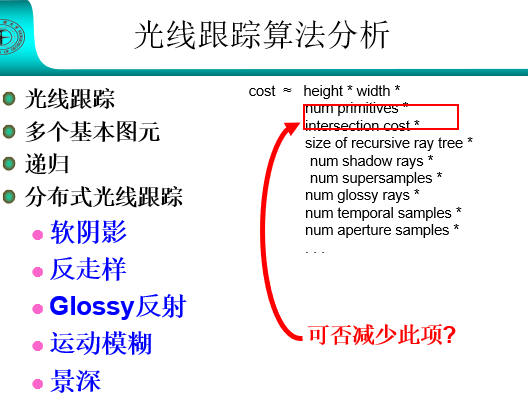 光线跟踪算法分析
光线跟踪
多个基本图元
递归
分布式光线跟踪
软阴影
反走样
Glossy反射
运动模糊
景深
cost ≈ height * width *
num primitives *
intersection cost *
size of recursive ray tree *
num shadow rays *
num supersamples *
num glossy rays *
num temporal samples *
num aperture samples *
. . .
可否减少此项?